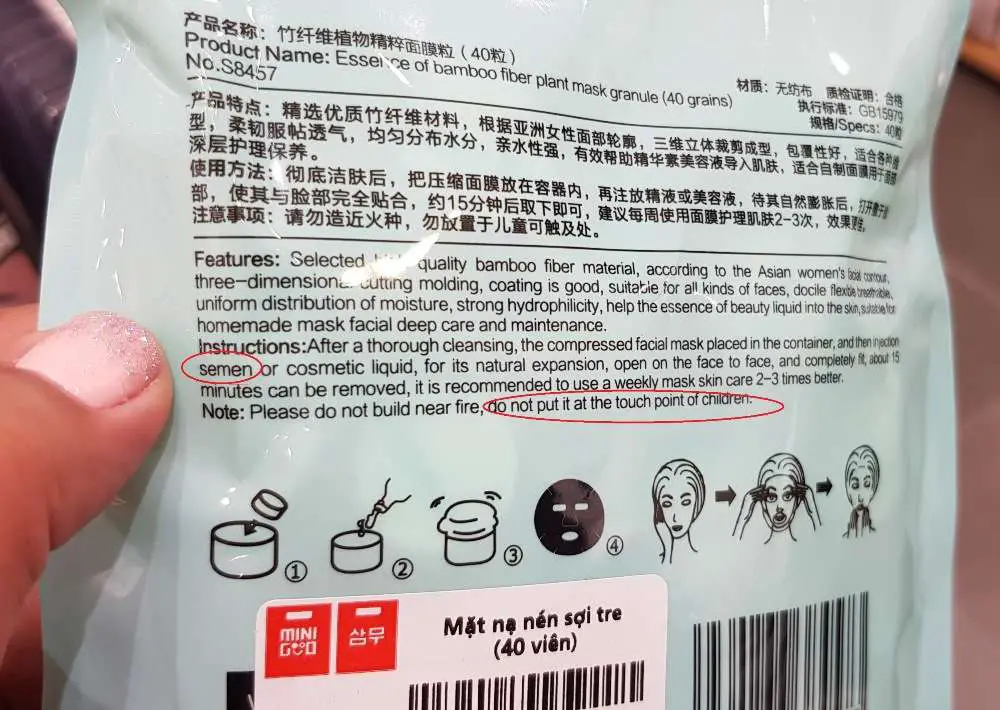 产品名称：竹纤维植物精粹面膜粒（40粒）
Product Name: Essence of bamboo fiber plant mask granule (40 grains)
No.S8457
材质：无纺布 质检证明：合格
执行标准：GB15979
规格/Specs: 40粒
产品特点：精选优质竹纤维材料，根据亚洲女性面部轮廓，三维立体裁剪成型，包覆性好，适合各种
型，柔韧服帖透气，均匀分布水分，亲水性强，有效帮助精华素美容液导入肌肤，适合自制面膜用于面部
深层护理保养。
使用方法：彻底洁肤后，把压缩面膜放在容器内，再注放精液或美容液，待其自然膨胀后，打开
部，使其与脸部完全贴合，约15分钟后取下即可，建议每周使用面膜护理肌肤2-3次，效果更佳。
注意事项：请勿造近火种，勿放置于儿童可触及处。
Features: Selected quality bamboo fiber material, according to the Asian women's facial contour,
three-dimensional cutting molding, coating is good, suitable for all kinds of faces, docile flexible breathable,
uniform distribution of moisture, strong hydrophilicity, help the essence of beauty liquid into the skin, suitable for
homemade mask facial deep care and maintenance.
Instructions:After a thorough cleansing, the compressed facial mask placed in the container, and then injection
semen or cosmetic liquid, for its natural expansion, open on the face to face, and completely fit, about 15
minutes can be removed, it is recommended to use a weekly mask skin care 2-3 times better.
Note: Please do not build near fire, do not put it at the touch point of children.
①
②
③
④
MINI
GOOD
삼무
Mặt nạ nén sợi tre
(40 viên)